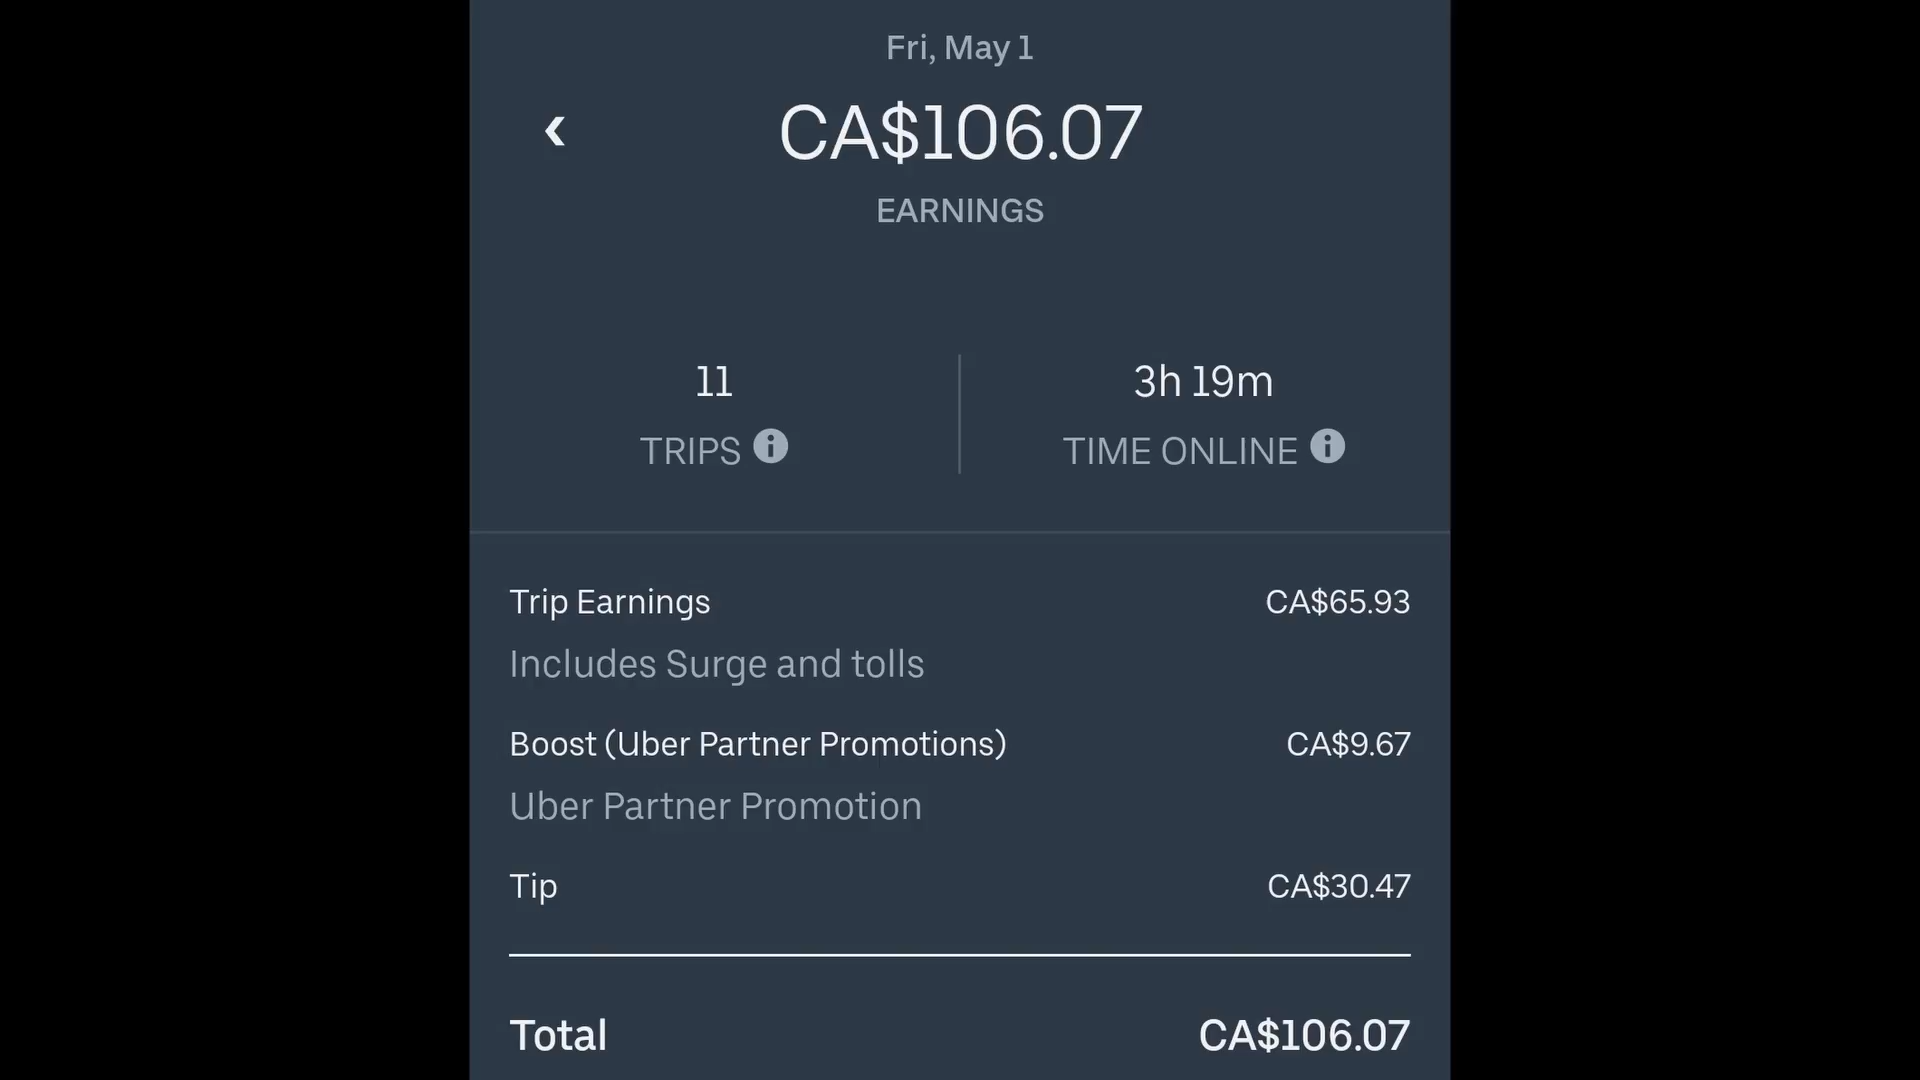 Fri, May 1
CA$106.07
EARNINGS
11
TRIPS
3h 19m
TIME ONLINE
Trip Earnings CA$65.93
Includes Surge and tolls
Boost (Uber Partner Promotions) CA$9.67
Uber Partner Promotion
Tip CA$30.47
Total CA$106.07